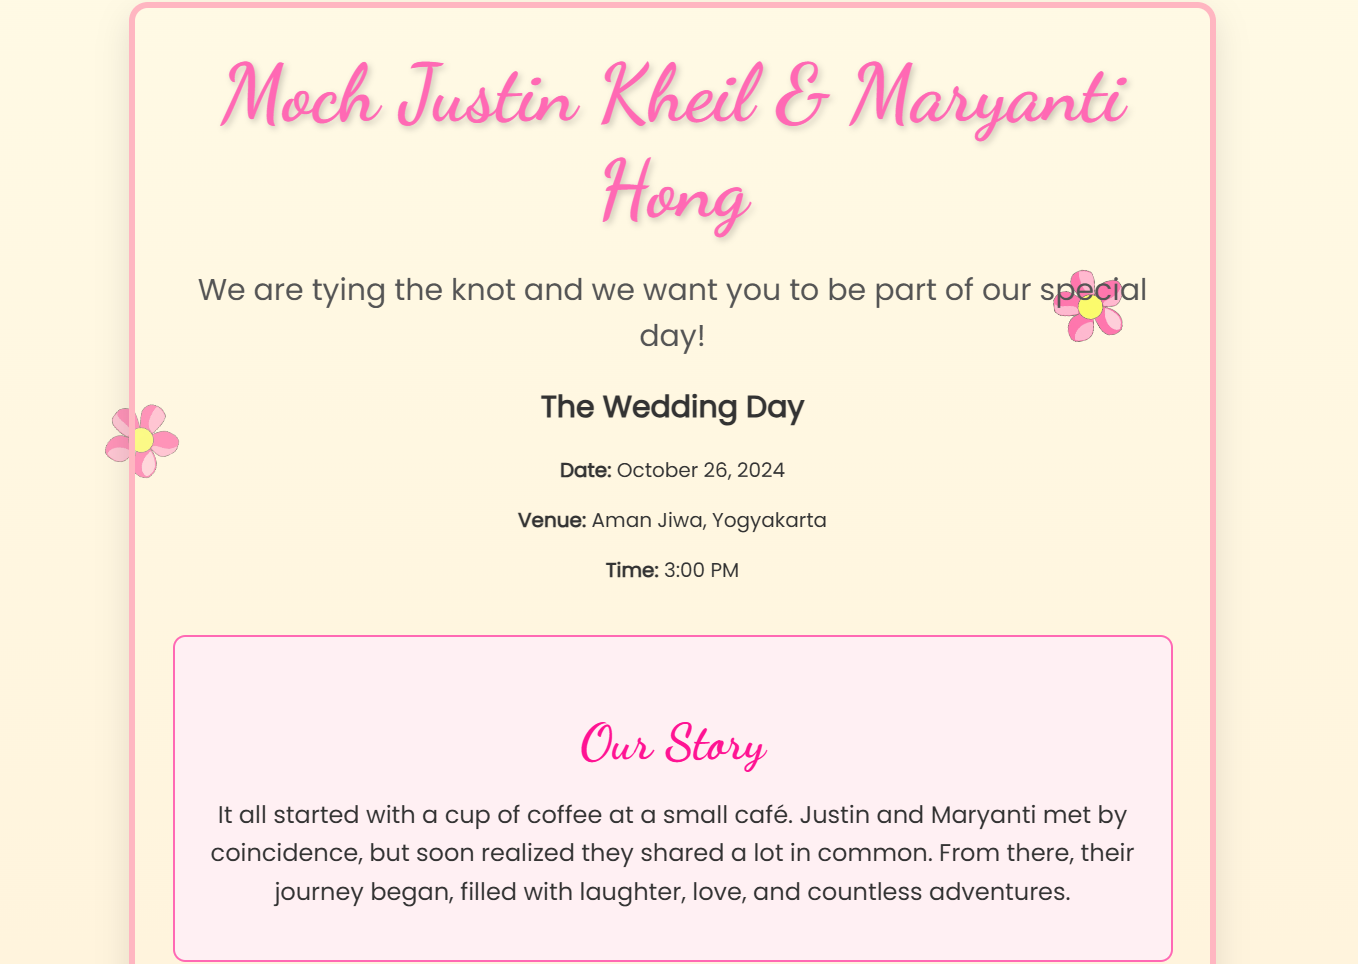 Moch Justin Kheil & Maryanti
Hong
We are tying the knot and we want you to be part of our special
day!
The Wedding Day
Date: October 26, 2024
Venue: Aman Jiwa, Yogyakarta
Time: 3:00 PM
Our Story
It all started with a cup of coffee at a small café. Justin and Maryanti met by
coincidence, but soon realized they shared a lot in common. From there, their
journey began, filled with laughter, love, and countless adventures.